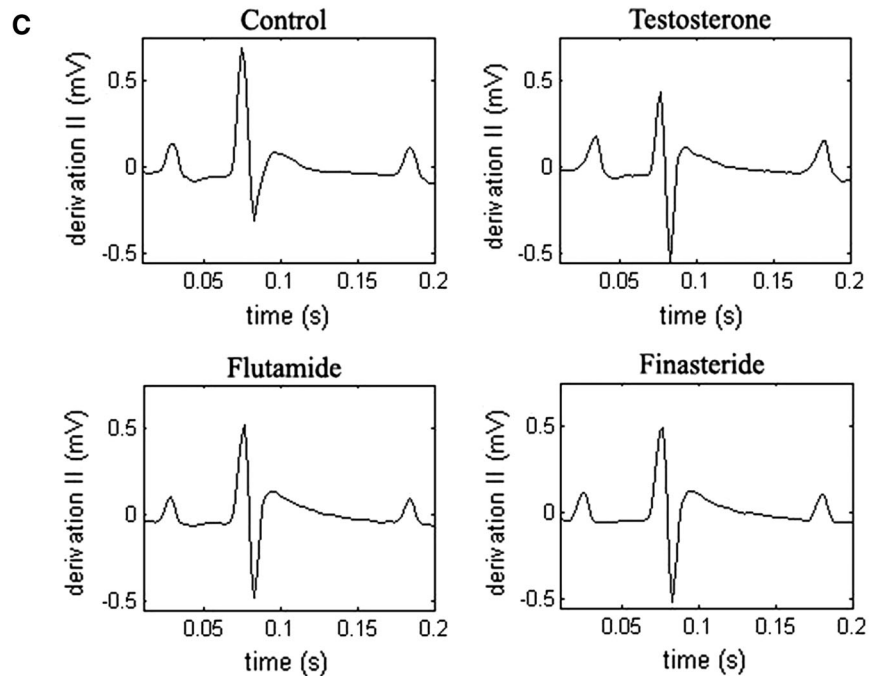 C
Control
derivation II (mV)
0.5
0
-0.5
0.05 0.1 0.15 0.2
time (s)
Testosterone
derivation II (mV)
0.5
0
-0.5
0.05 0.1 0.15 0.2
time (s)
Flutamide
derivation II (mV)
0.5
0
-0.5
0.05 0.1 0.15 0.2
time (s)
Finasteride
derivation II (mV)
0.5
0
-0.5
0.05 0.1 0.15 0.2
time (s)